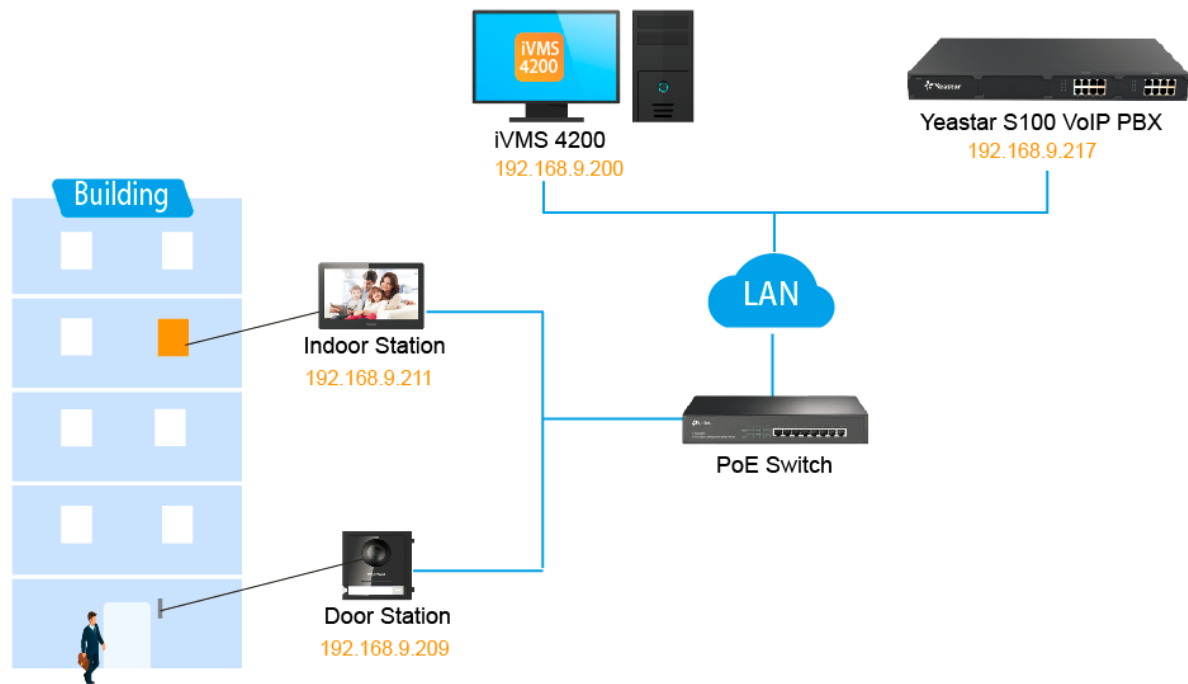 iVMS
4200
Yeastar
iVMS 4200
192.168.9.200
Yeastar S100 VoIP PBX
192.168.9.217
Building
LAN
Indoor Station
192.168.9.211
PoE Switch
Door Station
192.168.9.209